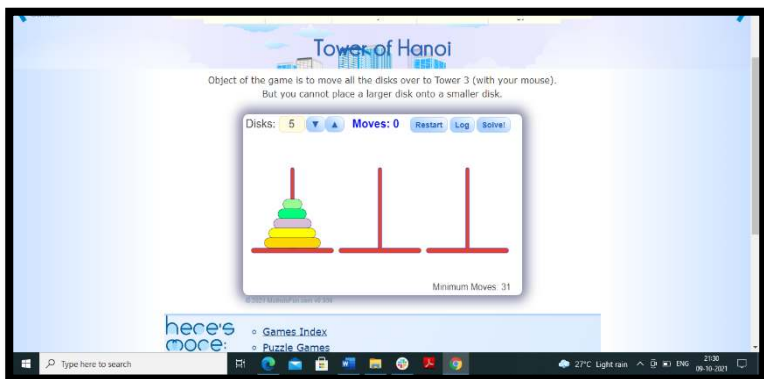 Tower of Hanoi
Object of the game is to move all the disks over to Tower 3 (with your mouse).
But you cannot place a larger disk onto a smaller disk.
Disks: 5 ▼ ▲ Moves: 0 Restart Log Solve!
Minimum Moves: 31
here's
more:
Games Index
Puzzle Games
Type here to search
27°C Light rain ENG
21:30
09-10-2021